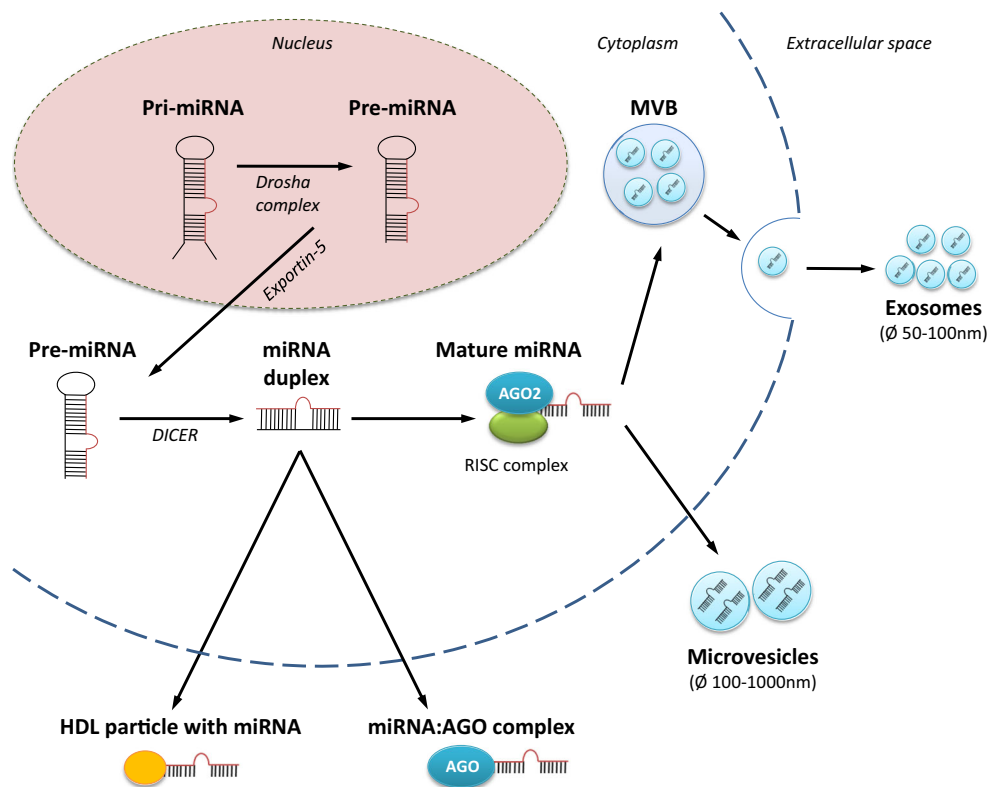 Nucleus
Cytoplasm
Extracellular space
Pri-miRNA
Pre-miRNA
MVB
Drosha
complex
Exportin-5
Exosomes
(Ø 50-100nm)
Pre-miRNA
miRNA
duplex
Mature miRNA
AGO2
DICER
RISC complex
Microvesicles
(Ø 100-1000nm)
HDL particle with miRNA
miRNA:AGO complex
AGO